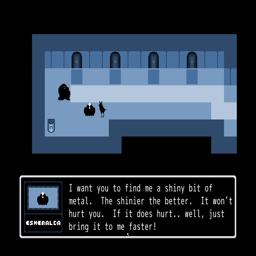 I want you to find me a shiny bit of
metal. The shinier the better. It won't
hurt you. If it does hurt.. well, just
bring it to me faster!
ESMERALDA